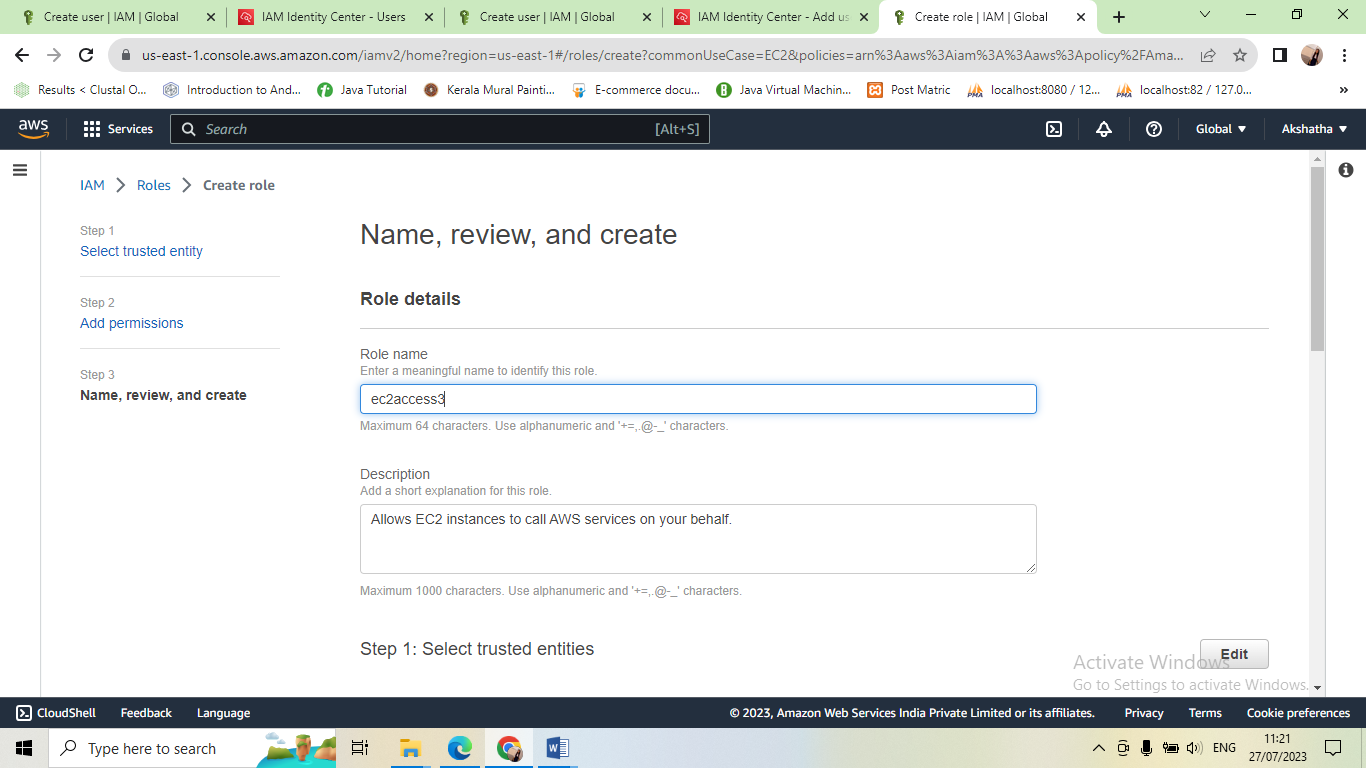 Create user | IAM | Global
IAM Identity Center - Users
Create user | IAM | Global
IAM Identity Center - Add us
Create role | IAM | Global
us-east-1.console.aws.amazon.com/iamv2/home?region=us-east-1#/roles/create?commonUseCase=EC2&policies=arn%3Aaws%3Aiam%3A%3Aaws%3Apolicy%2FAma...
Results < Clustal O...
Introduction to And...
Java Tutorial
Kerala Mural Painti...
E-commerce docu...
Java Virtual Machin...
Post Matric
localhost:8080 / 12...
localhost:82 / 127.0...
aws
Services
Search
[Alt+S]
Global
Akshatha
IAM > Roles > Create role
Step 1
Select trusted entity
Step 2
Add permissions
Step 3
Name, review, and create
Name, review, and create
Role details
Role name
Enter a meaningful name to identify this role.
ec2access3
Maximum 64 characters. Use alphanumeric and '+=,.@-_' characters.
Description
Add a short explanation for this role.
Allows EC2 instances to call AWS services on your behalf.
Maximum 1000 characters. Use alphanumeric and '+=,.@-_' characters.
Step 1: Select trusted entities
Edit
Activate Windows
Go to Settings to activate Windows.
CloudShell
Feedback
Language
© 2023, Amazon Web Services India Private Limited or its affiliates.
Privacy
Terms
Cookie preferences
Type here to search
ENG
11:21
27/07/2023